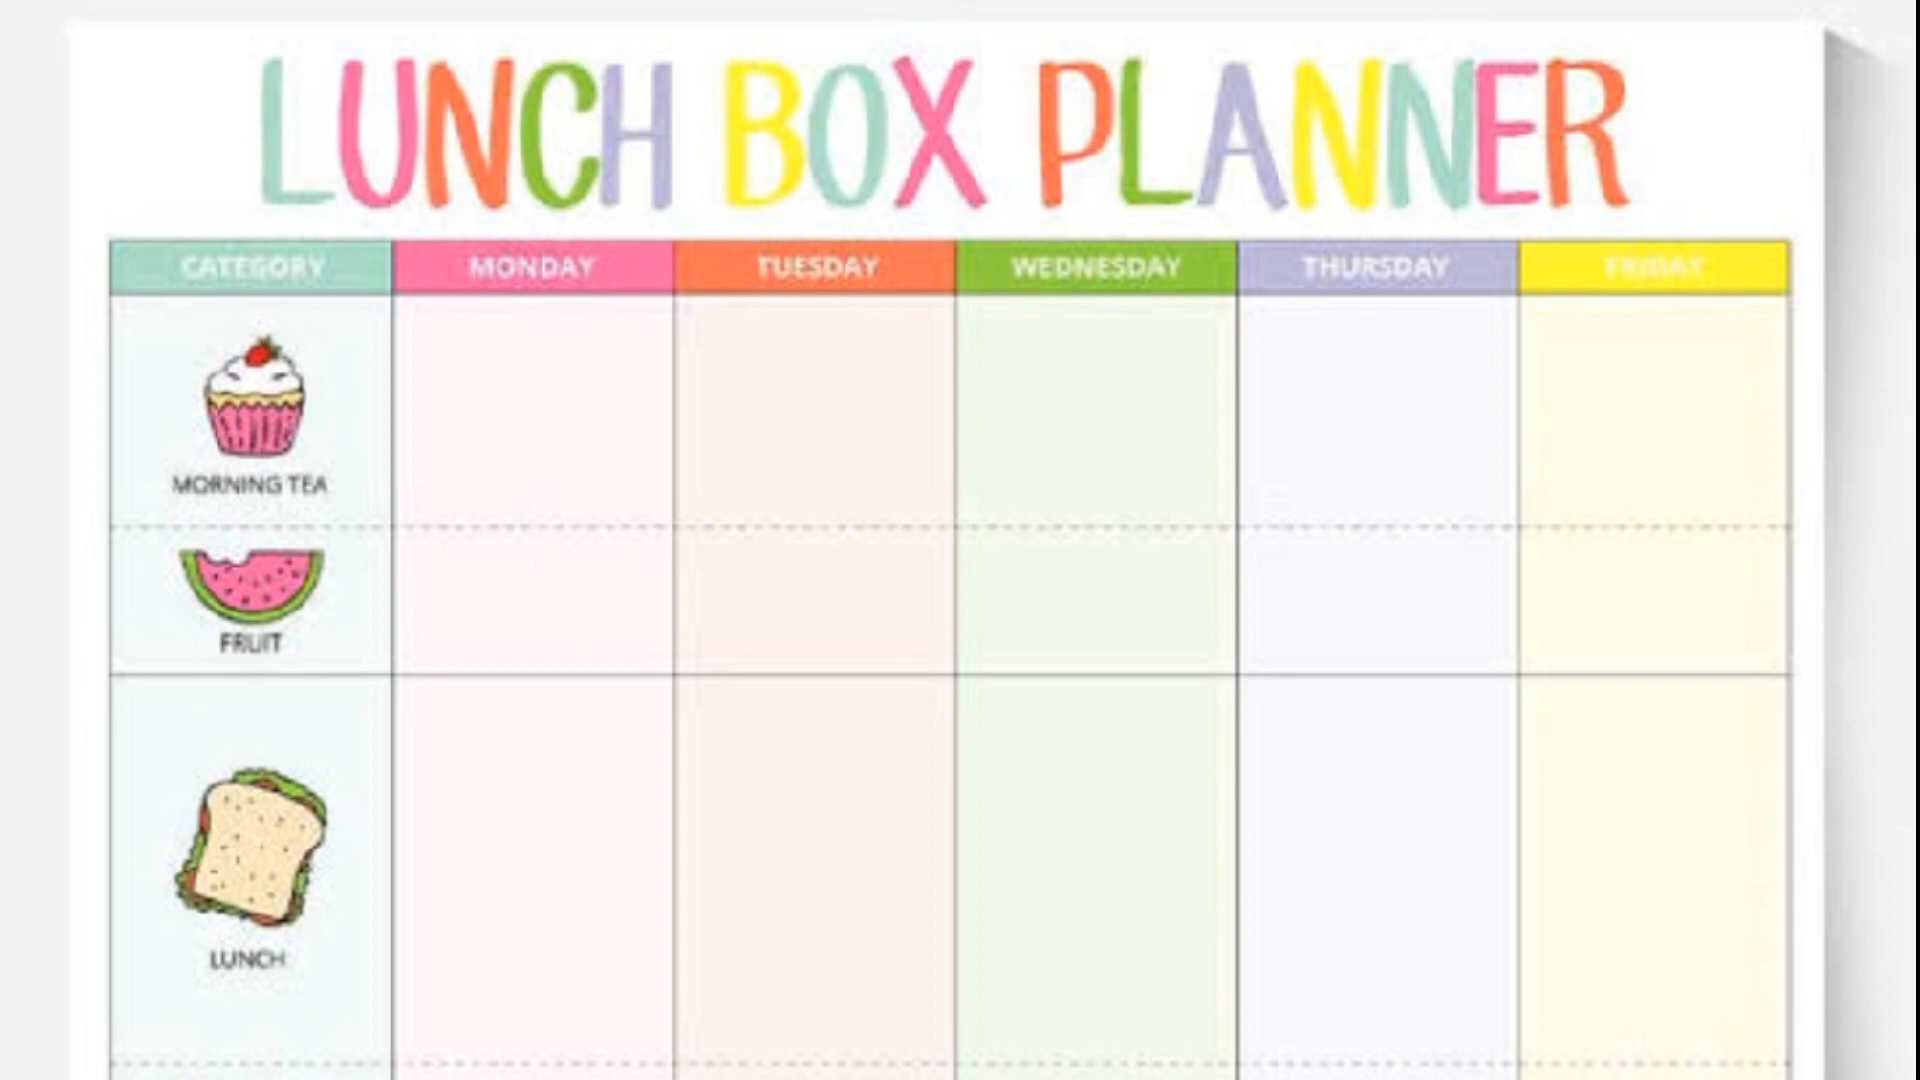 LUNCH BOX PLANNER
CATEGORY MONDAY TUESDAY WEDNESDAY THURSDAY FRIDAY
MORNING TEA
FRUIT
LUNCH